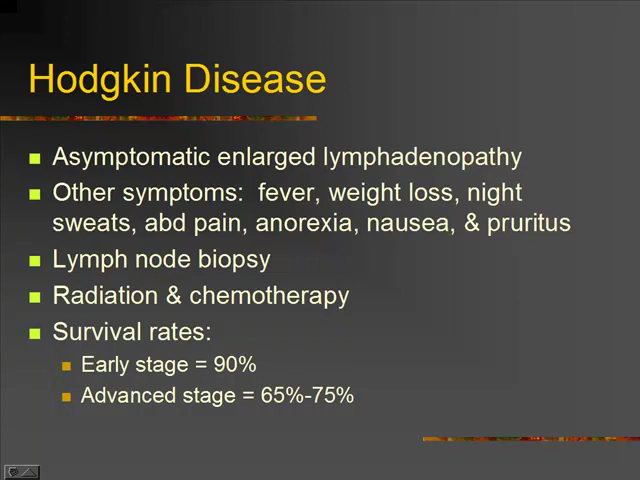 Hodgkin Disease
Asymptomatic enlarged lymphadenopathy
Other symptoms:  fever, weight loss, night
sweats, abd pain, anorexia, nausea, & pruritus
Lymph node biopsy
Radiation & chemotherapy
Survival rates:
Early stage = 90%
Advanced stage = 65%-75%